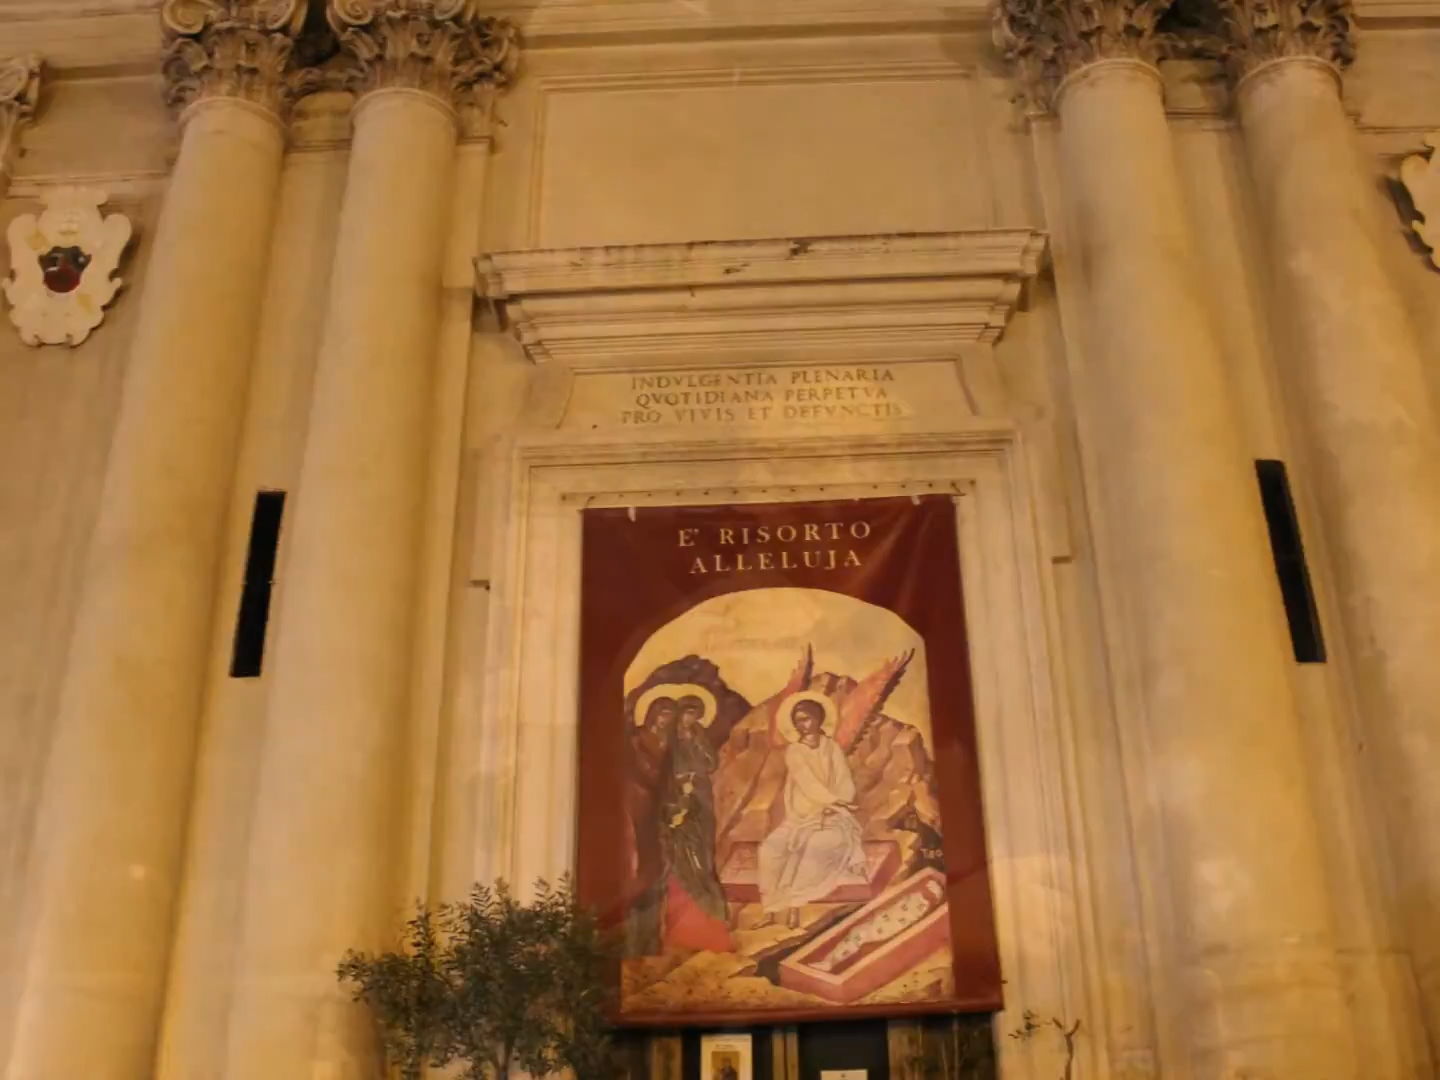 INDVLGENTIA PLENARIA
QVOTIDIANA PERPETVA
PRO VIVIS ET DEFVNCTIS
E' RISORTO
ALLELUJA